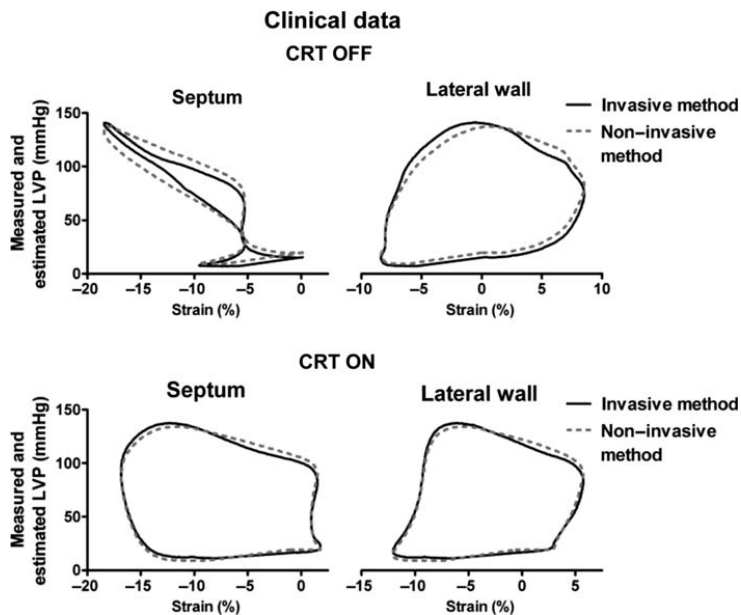 Clinical data
CRT OFF
Septum
Lateral wall
Invasive method
Non–invasive
method
Measured and
estimated LVP (mmHg)
150
100
50
0
–20 –15 –10 –5 0
Strain (%)
–10 –5 0 5 10
Strain (%)
CRT ON
Septum
Lateral wall
Invasive method
Non–invasive
method
Measured and
estimated LVP (mmHg)
150
100
50
0
–20 –15 –10 –5 0
Strain (%)
–15 –10 –5 0 5
Strain (%)